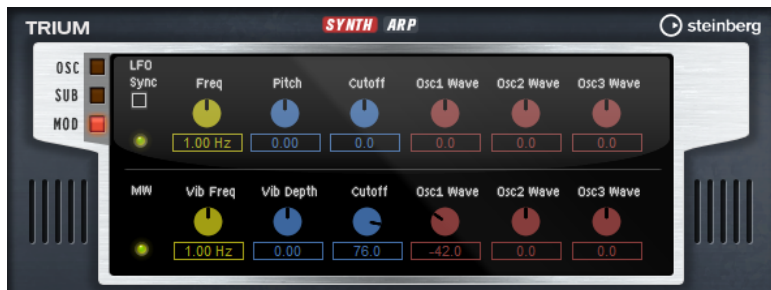 TRIUM SYNTH ARP steinberg
OSC
SUB
MOD
LFO
Sync Freq Pitch Cutoff Osc1 Wave Osc2 Wave Osc3 Wave
1.00 Hz 0.00 0.0 0.0 0.0 0.0
MW Vib Freq Vib Depth Cutoff Osc1 Wave Osc2 Wave Osc3 Wave
1.00 Hz 0.00 76.0 -42.0 0.0 0.0